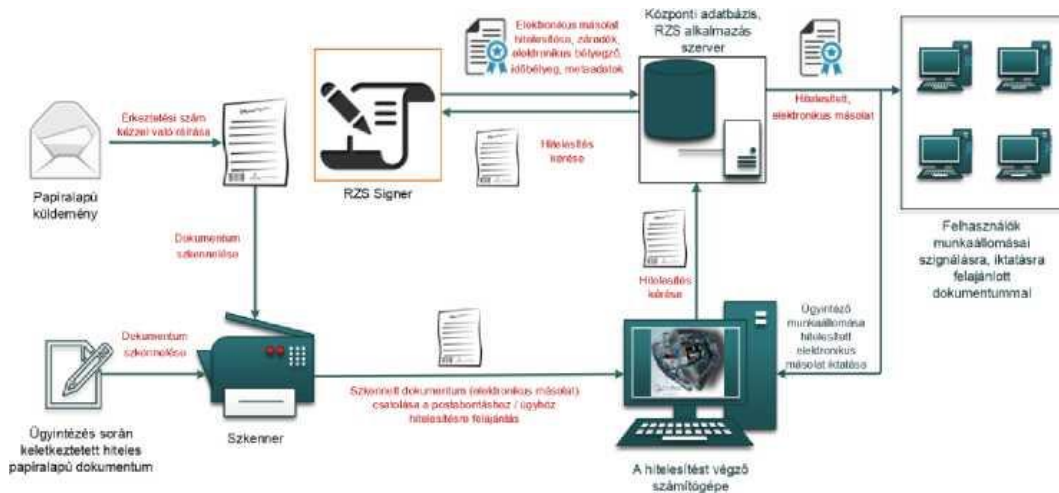 Elektronikus másolat
hitelesítése, záradék,
elektronikus bélyegző,
időbélyeg, metaadatok
Központi adatbázis,
RZS alkalmazás
szerver
Érkeztetési szám
kézzel való ráírása
Hitelesítés
kérése
Hitelesített,
elektronikus másolat
Papíralapú
küldemény
RZS Signer
Dokumentum
szkennelése
Hitelesítés
kérése
Felhasználók
munkaállomásai
szignálásra, iktatásra
felajánlott
dokumentummal
Dokumentum
szkennelése
Ügyintéző
munkaállomása
hitelesített
elektronikus
másolat iktatása
Szkennelt dokumentum (elektronikus másolat)
csatolása a postabontáshoz / ügyhöz
hitelesítésre felajánlás
Ügyintézés során
keletkeztetett hiteles
papíralapú dokumentum
Szkenner
A hitelesítést végző
számítógépe